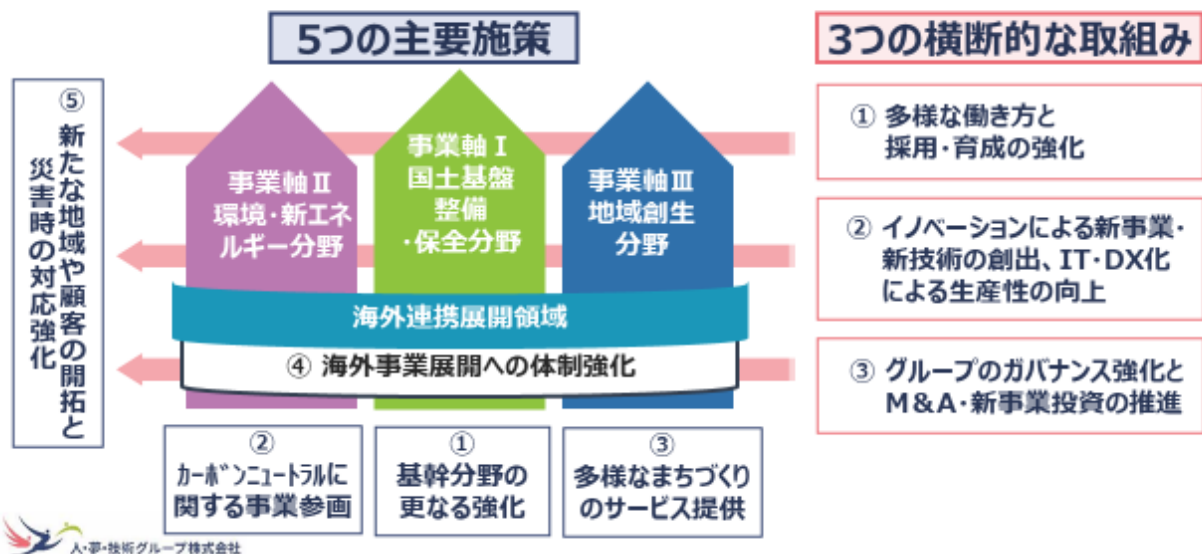 5つの主要施策
3つの横断的な取組み
⑤
新たな地域や顧客の開拓と
災害時の対応強化
事業軸Ⅱ
環境・新エネ
ルギー分野
事業軸Ⅰ
国土基盤
整備
・保全分野
事業軸Ⅲ
地域創生
分野
海外連携展開領域
④ 海外事業展開への体制強化
②
カーボンニュートラルに
関する事業参画
①
基幹分野の
更なる強化
③
多様なまちづくり
のサービス提供
① 多様な働き方と
採用・育成の強化
② イノベーションによる新事業・
新技術の創出、IT・DX化
による生産性の向上
③ グループのガバナンス強化と
M&A・新事業投資の推進
人・夢・技術グループ株式会社